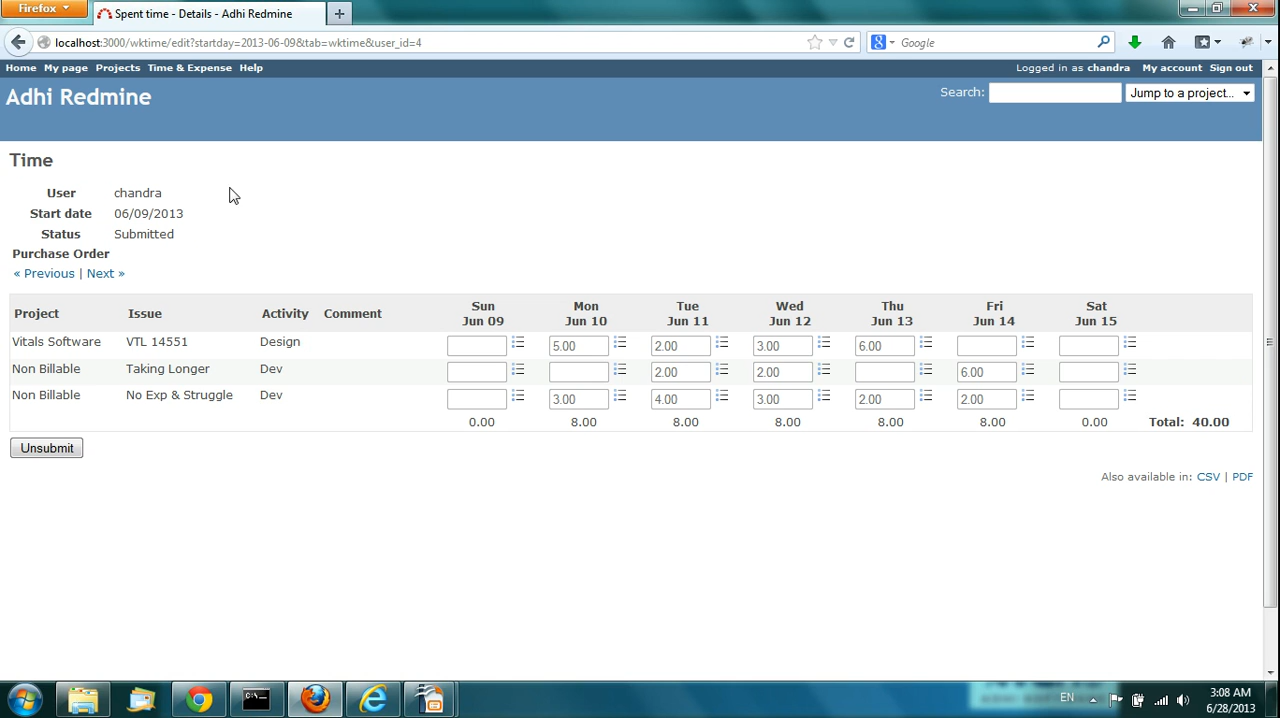 Firefox
Spent time - Details - Adhi Redmine
localhost:3000/wktime/edit?startday=2013-06-09&tab=wktime&user_id=4
Google
Home My page Projects Time & Expense Help
Logged in as chandra My account Sign out
Adhi Redmine
Search:
Jump to a project...
Time
User chandra
Start date 06/09/2013
Status Submitted
Purchase Order
« Previous | Next »
Project Issue Activity Comment Sun Jun 09 Mon Jun 10 Tue Jun 11 Wed Jun 12 Thu Jun 13 Fri Jun 14 Sat Jun 15
Vitals Software VTL 14551 Design 5.00 2.00 3.00 6.00
Non Billable Taking Longer Dev 2.00 2.00 6.00
Non Billable No Exp & Struggle Dev 3.00 4.00 3.00 2.00 2.00
0.00 8.00 8.00 8.00 8.00 8.00 0.00 Total: 40.00
Unsubmit
Also available in: CSV | PDF
EN
3:08 AM
6/28/2013